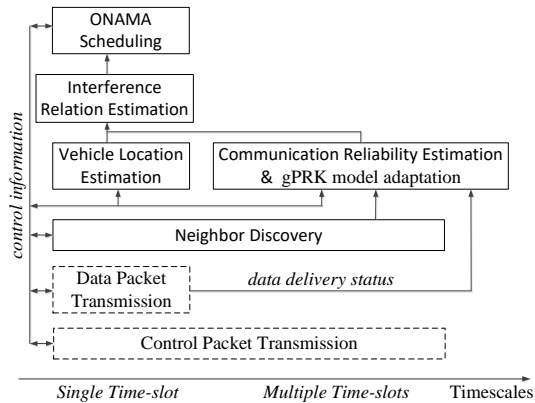 ONAMA
Scheduling
Interference
Relation Estimation
Vehicle Location
Estimation
Communication Reliability Estimation
& gPRK model adaptation
control information
Neighbor Discovery
Data Packet
Transmission
data delivery status
Control Packet Transmission
Single Time-slot
Multiple Time-slots
Timescales